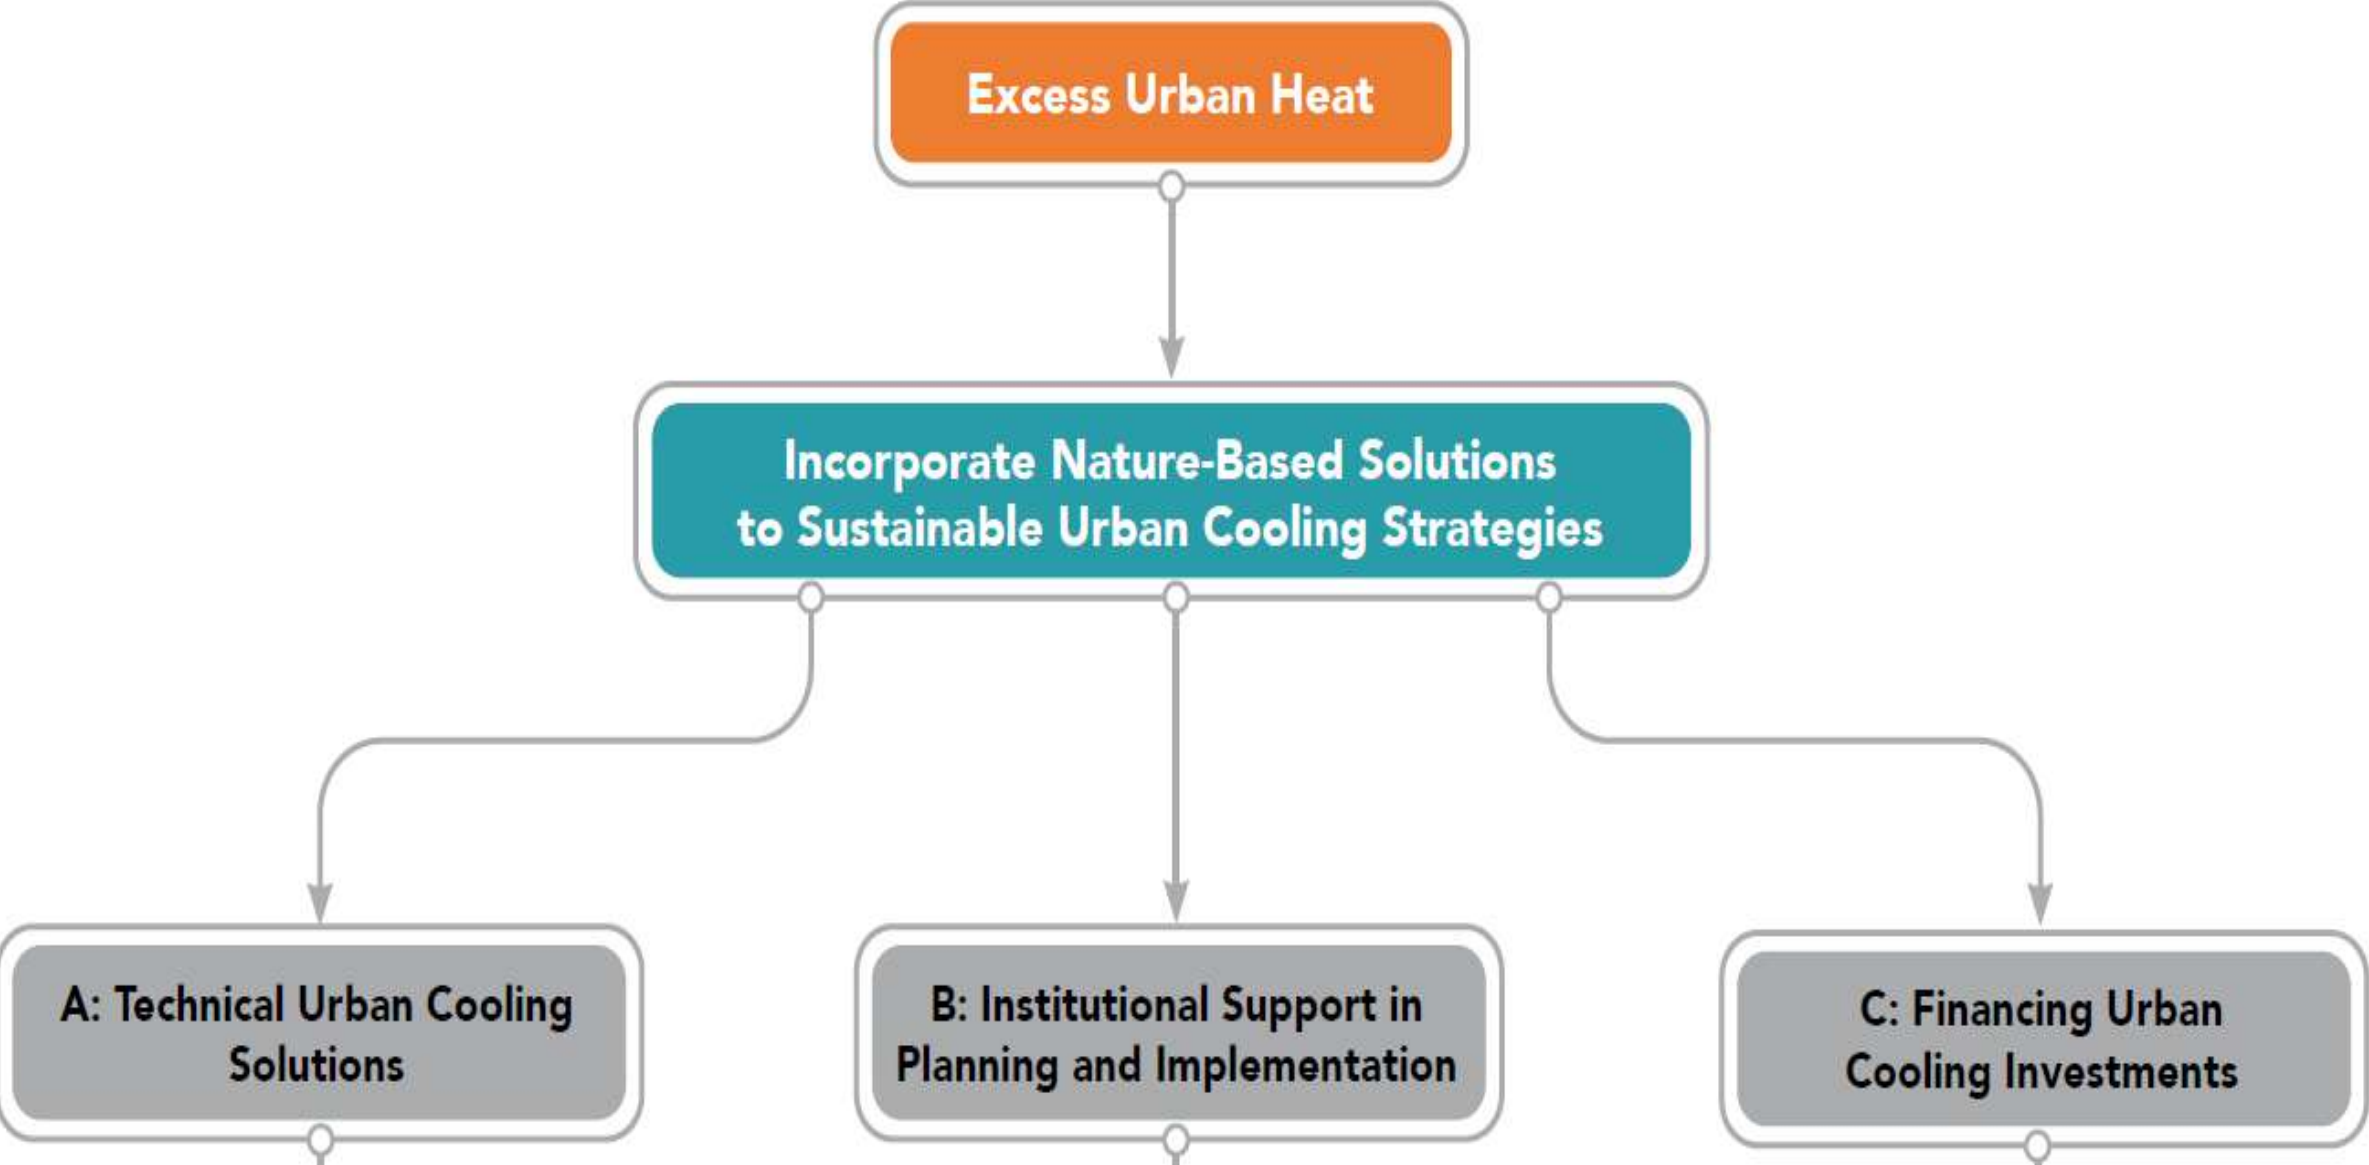 Excess Urban Heat
Incorporate Nature-Based Solutions
to Sustainable Urban Cooling Strategies
A: Technical Urban Cooling
Solutions
B: Institutional Support in
Planning and Implementation
C: Financing Urban
Cooling Investments